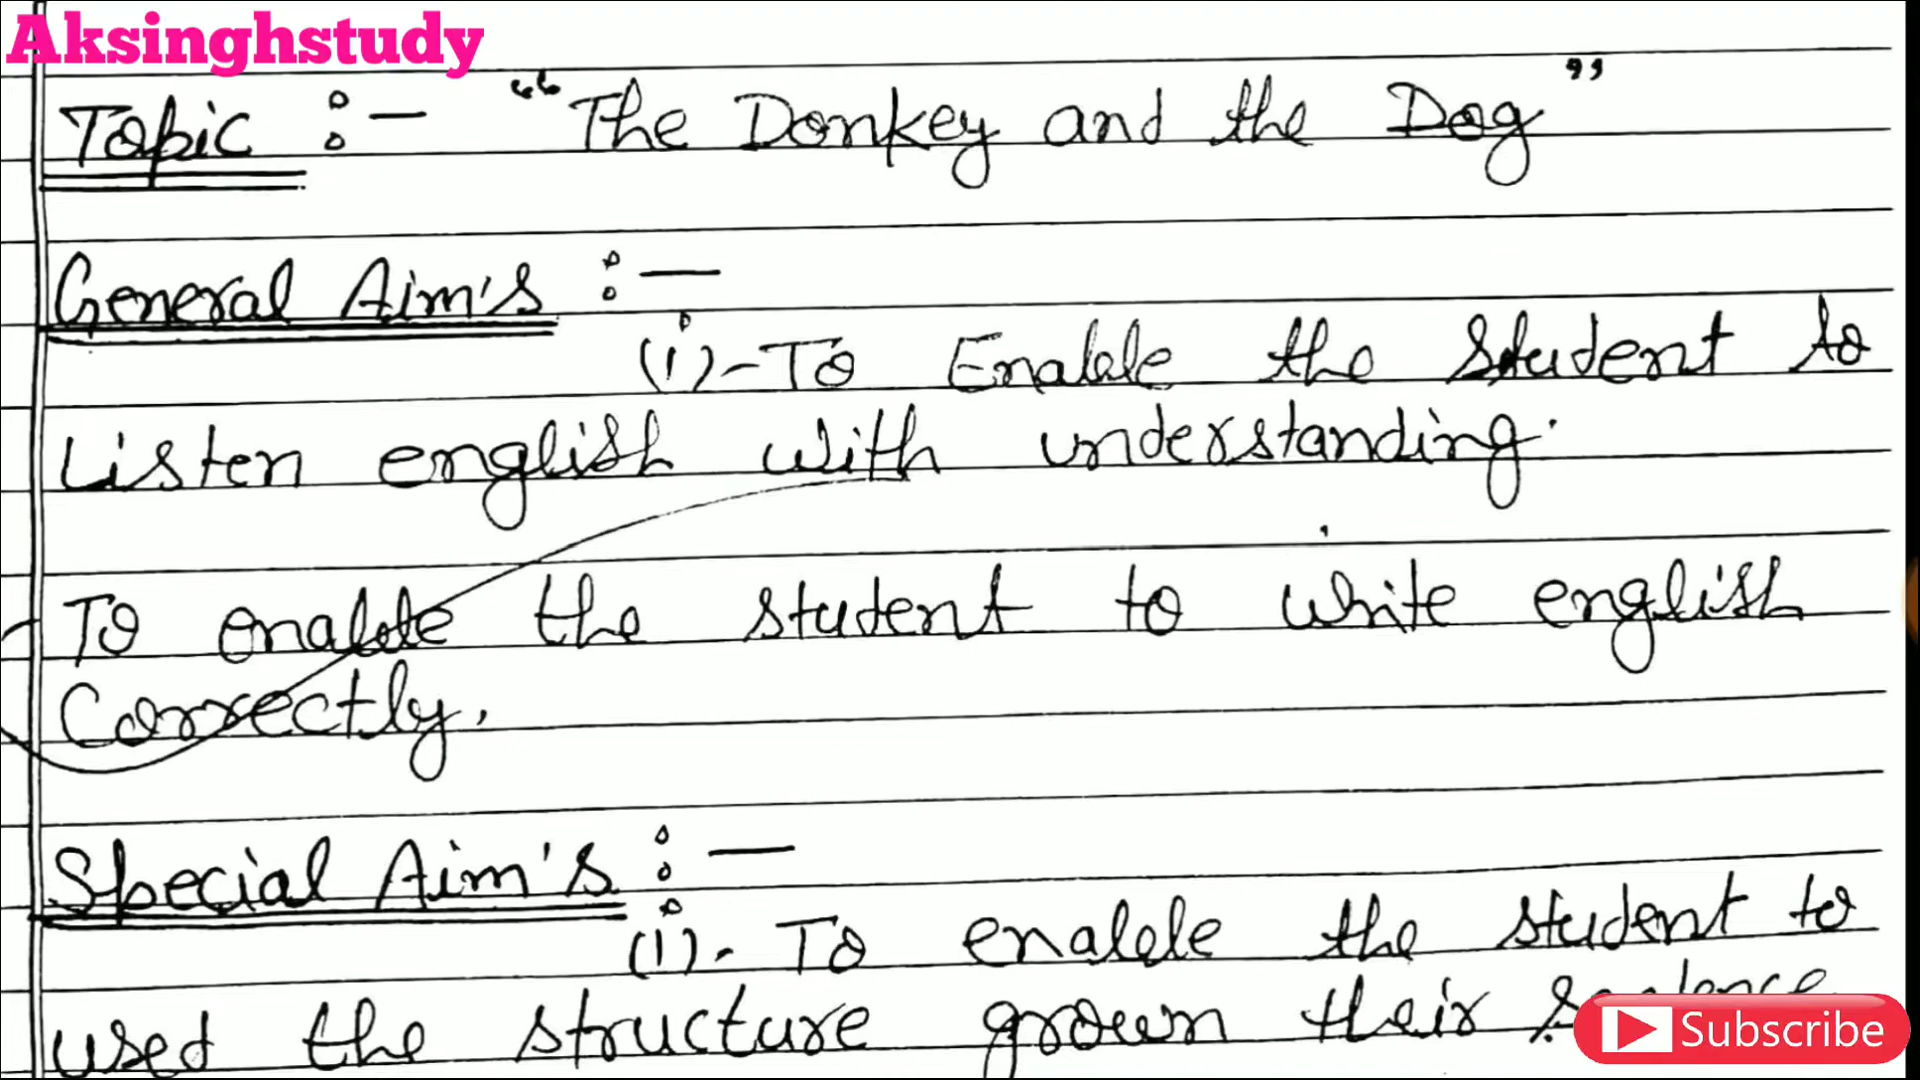 Aksinghstudy
Topic :- "The Donkey and the Dog"
General Aim's :-
(i)-To Enable the Student to
Listen english with understanding.
To enable the student to write english
Correctly.
Special Aim's :-
(i)- To enable the student to
used the structure grown their sentence
Subscribe